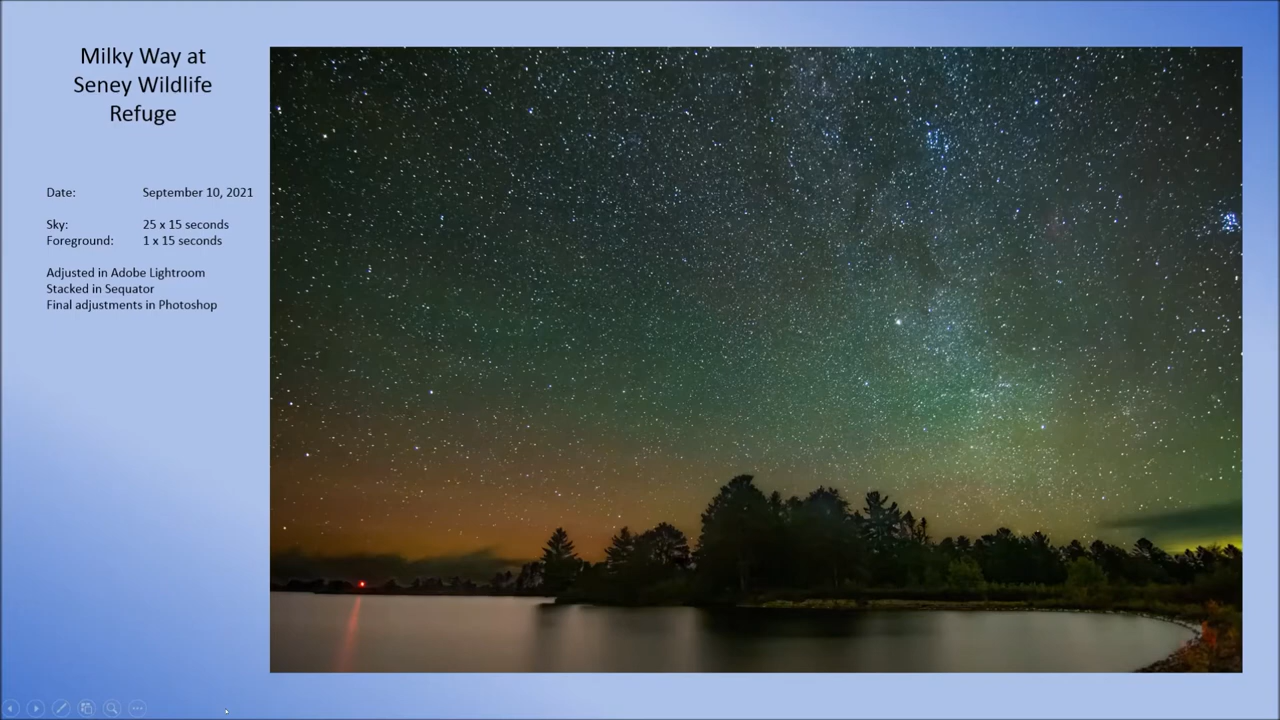 Milky Way at
Seney Wildlife
Refuge
Date: September 10, 2021
Sky: 25 x 15 seconds
Foreground: 1 x 15 seconds
Adjusted in Adobe Lightroom
Stacked in Sequator
Final adjustments in Photoshop